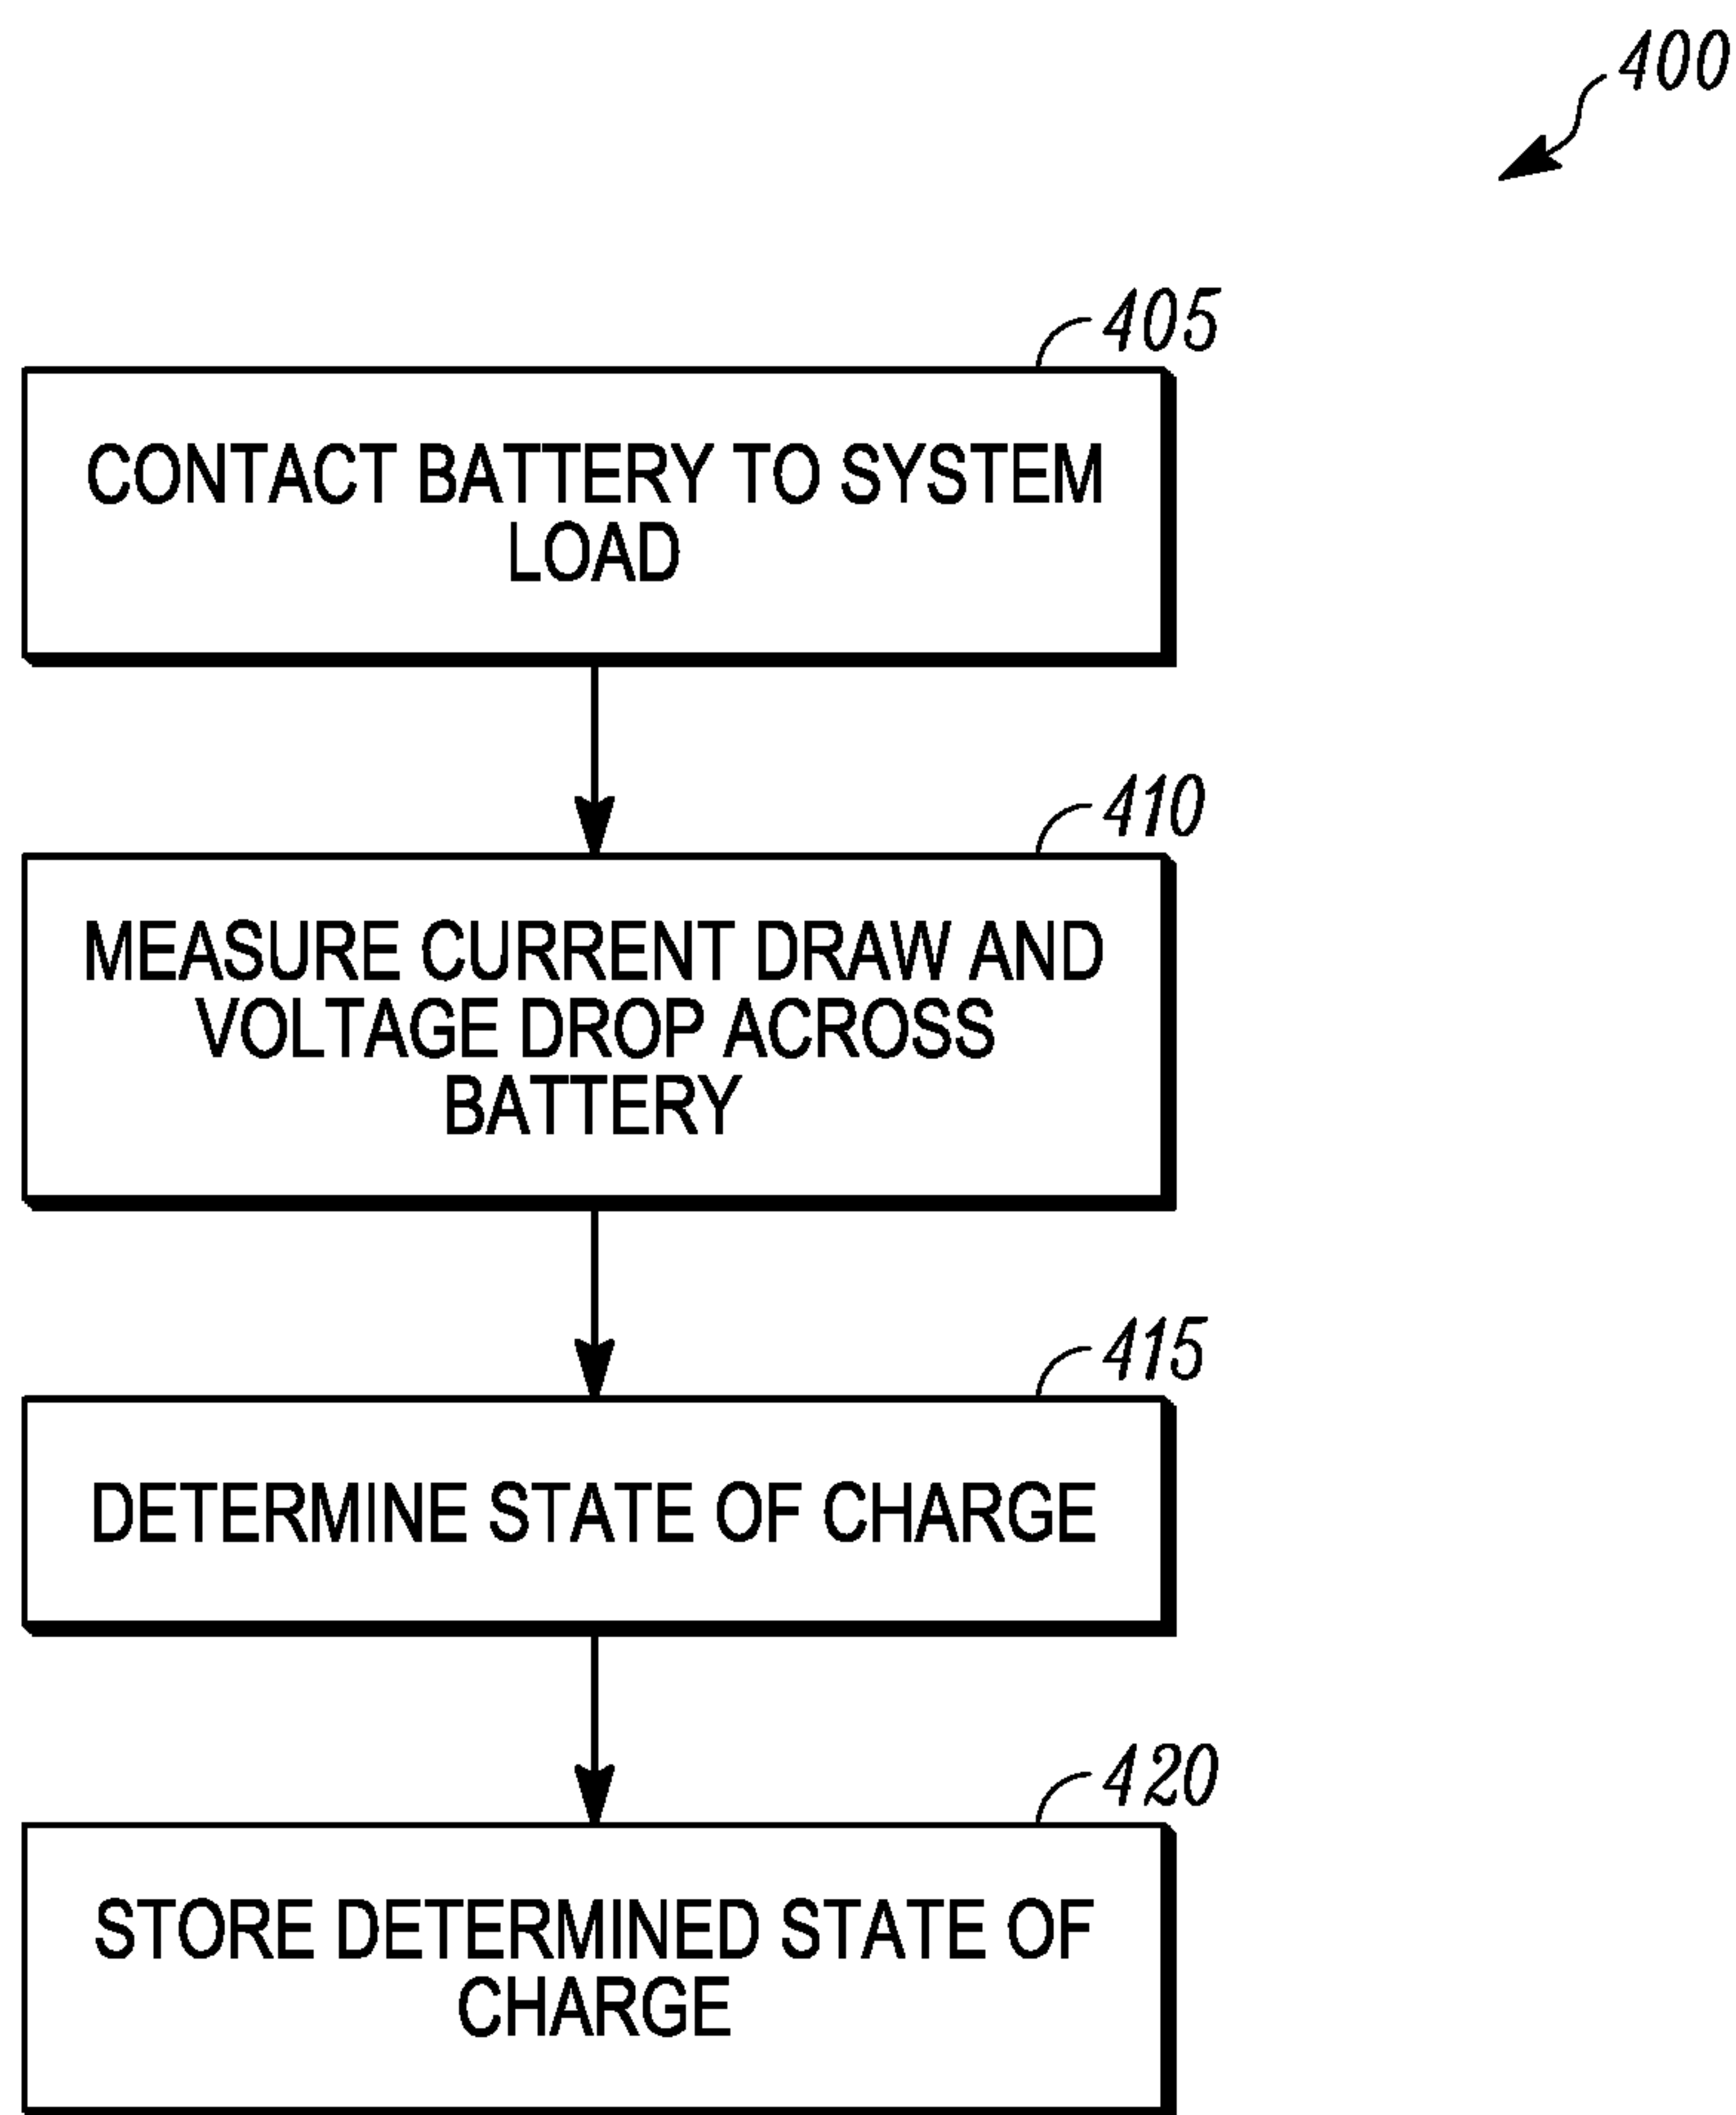 400
405
CONTACT BATTERY TO SYSTEM
LOAD
410
MEASURE CURRENT DRAW AND
VOLTAGE DROP ACROSS
BATTERY
415
DETERMINE STATE OF CHARGE
420
STORE DETERMINED STATE OF
CHARGE